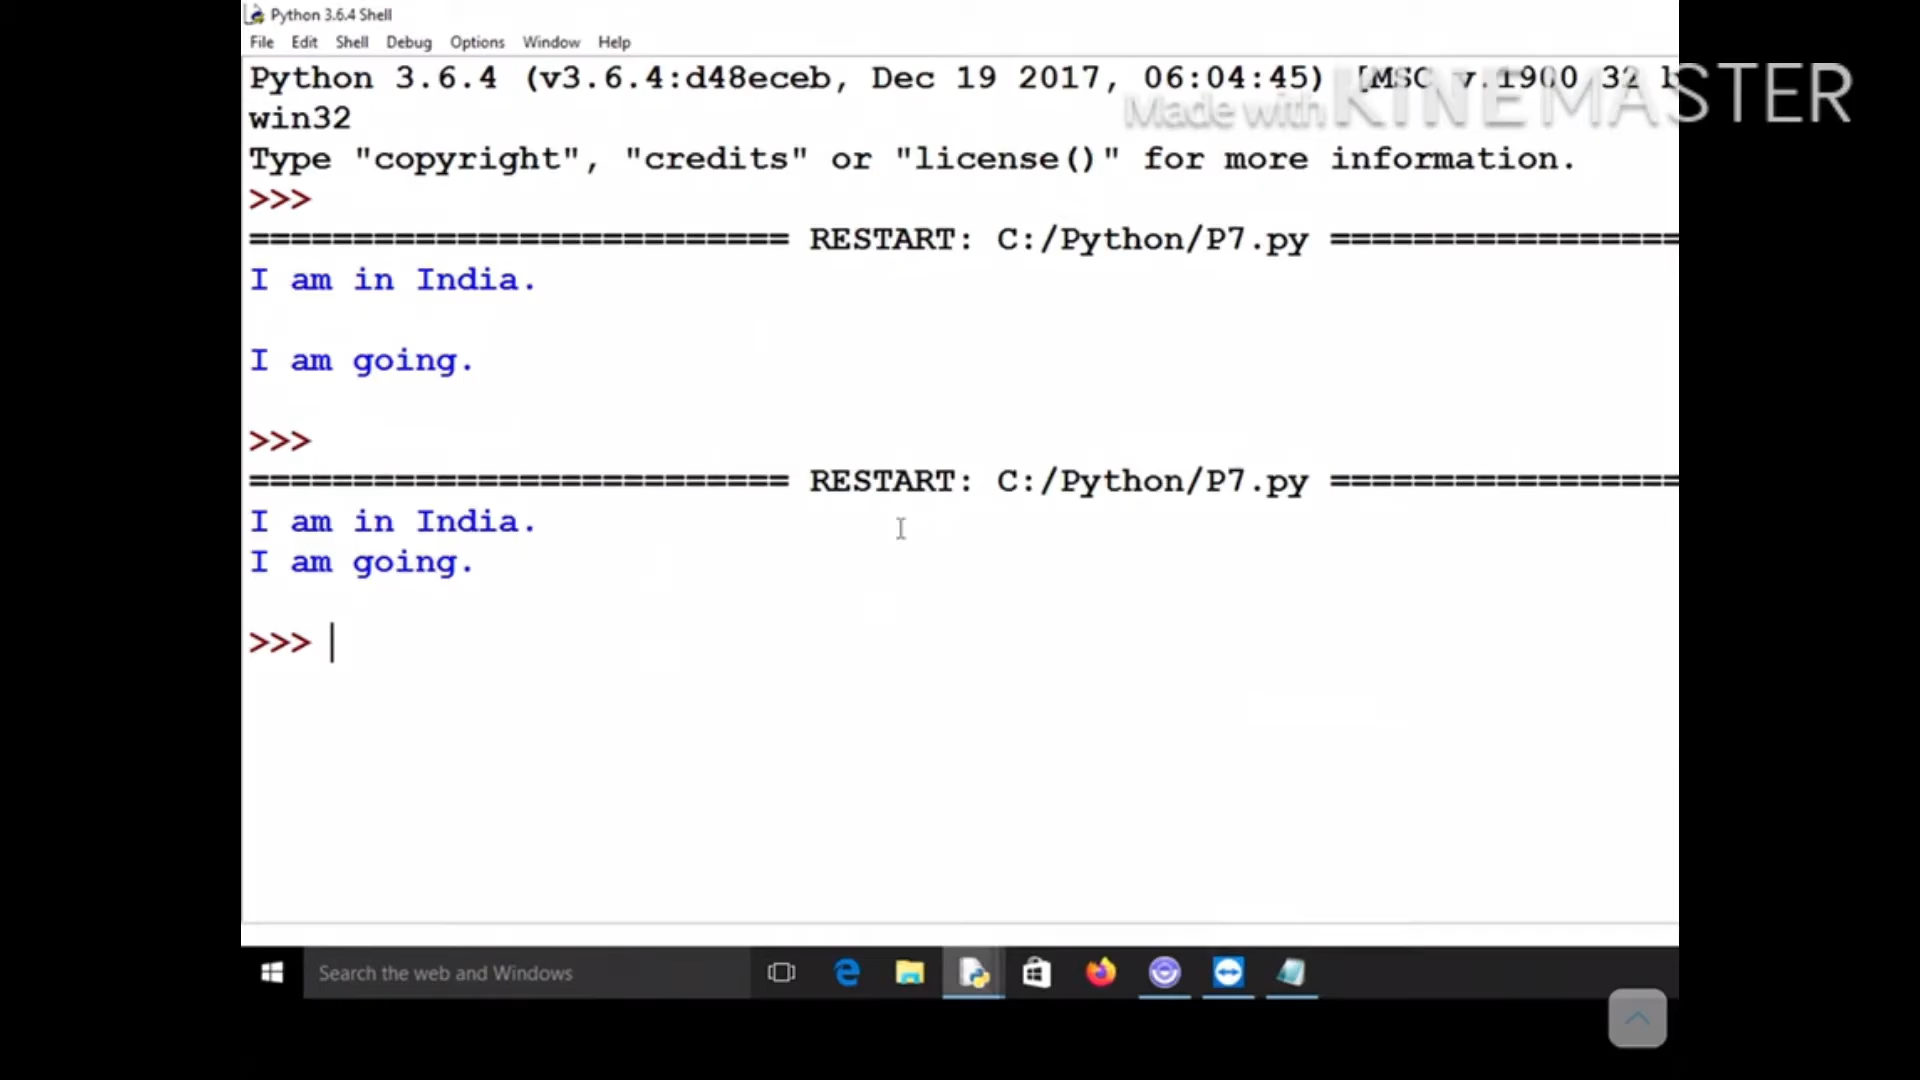 Python 3.6.4 Shell
File Edit Shell Debug Options Window Help
Python 3.6.4 (v3.6.4:d48eceb, Dec 19 2017, 06:04:45) [MSC v.1900 32
win32
Made with KINEMASTER
Type "copyright", "credits" or "license()" for more information.
>>>
========================== RESTART: C:/Python/P7.py =================
I am in India.
I am going.
>>>
========================== RESTART: C:/Python/P7.py =================
I am in India.
I am going.
>>>
Search the web and Windows